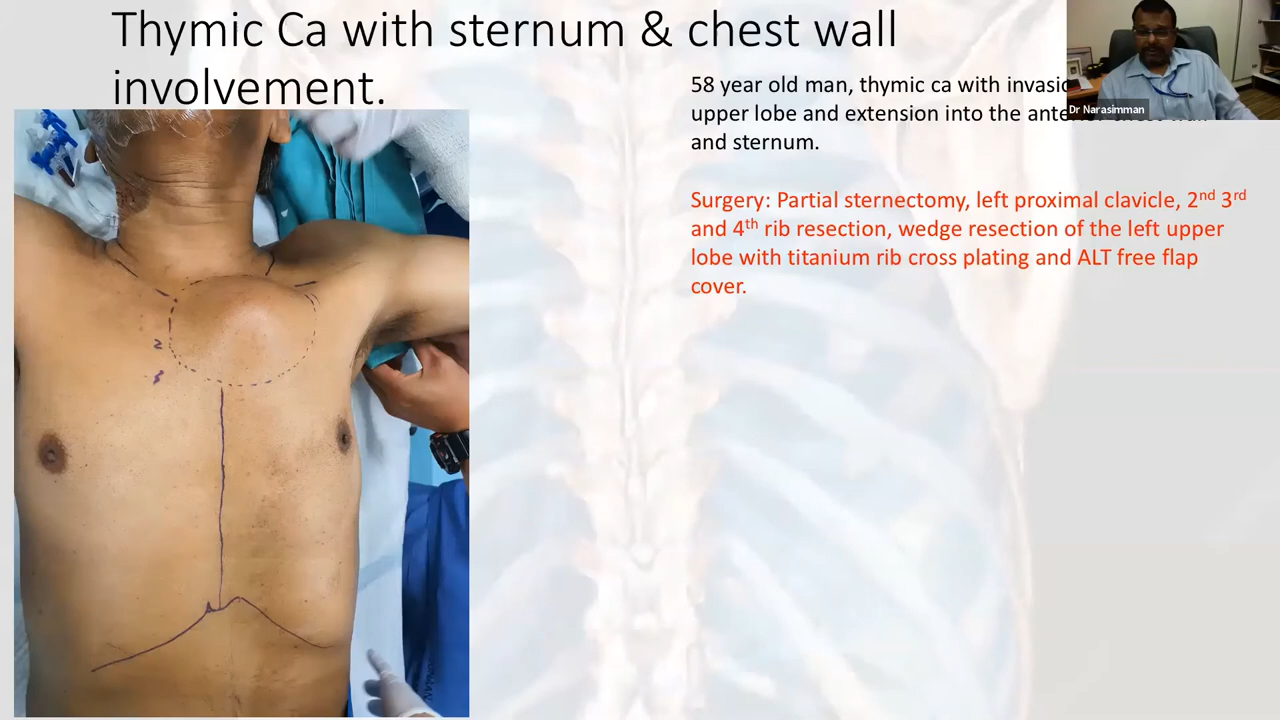 Thymic Ca with sternum & chest wall
involvement.
58 year old man, thymic ca with
upper lobe and extension into the
and sternum.
Surgery: Partial sternectomy, left proximal clavicle, 2nd 3rd
and 4th rib resection, wedge resection of the left upper
lobe with titanium rib cross plating and ALT free flap
cover.
Dr Narasimman
2